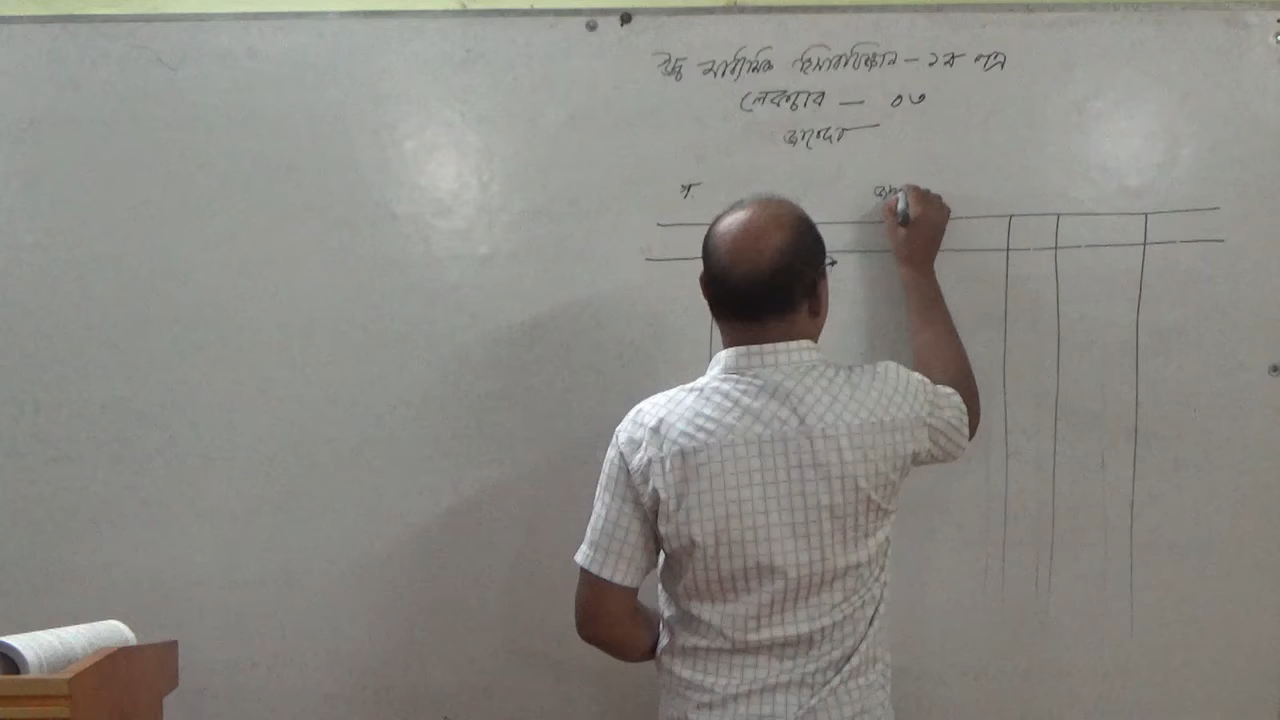 উচ্চ মাধ্যমিক হিসাববিজ্ঞান – ১ম পত্র
লেকচার – ০৩
জাবেদা